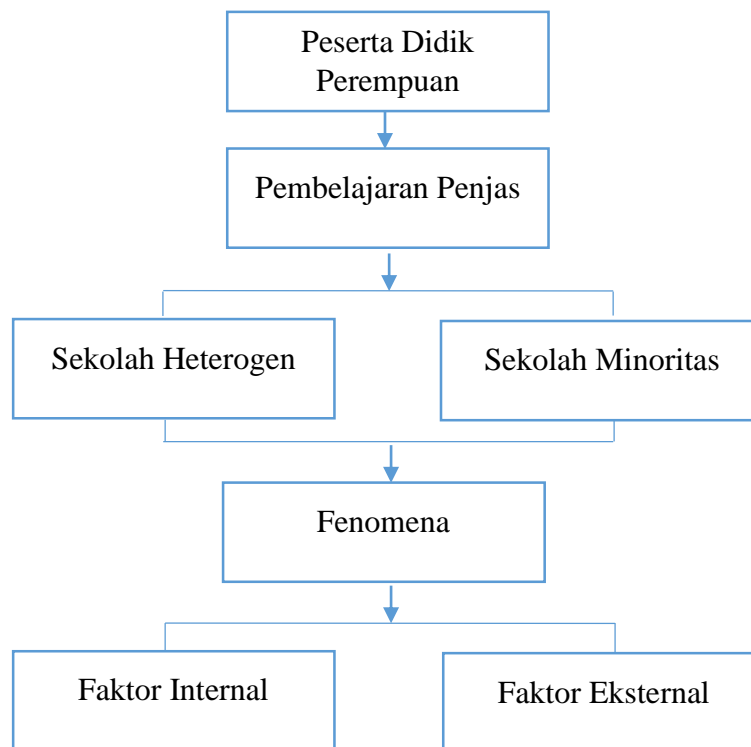 Peserta Didik
Perempuan
Pembelajaran Penjas
Sekolah Heterogen
Sekolah Minoritas
Fenomena
Faktor Internal
Faktor Eksternal